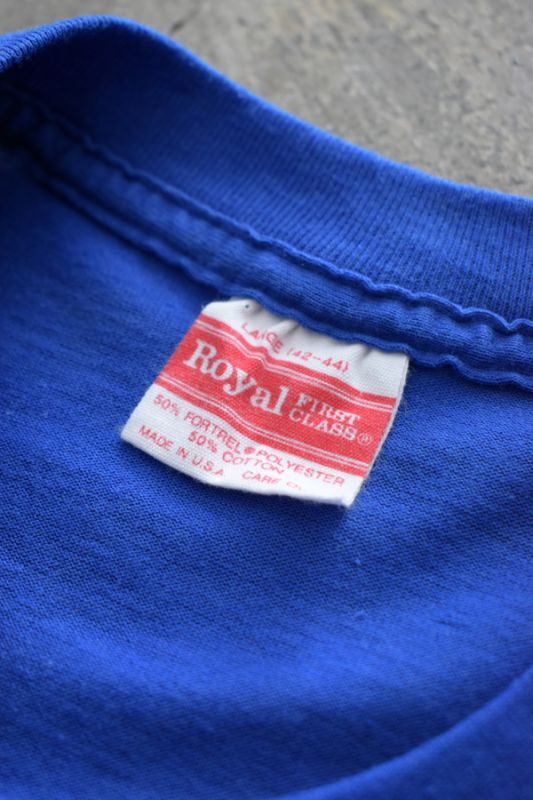 LARGE (42-44)
Royal FIRST CLASS®
50% FORTREL® POLYESTER
50% COTTON
MADE IN U.S.A. CARE